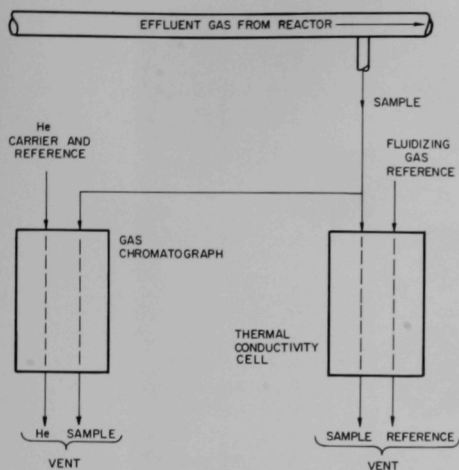 EFFLUENT GAS FROM REACTOR
SAMPLE
He
CARRIER AND
REFERENCE
FLUIDIZING
GAS
REFERENCE
GAS
CHROMATOGRAPH
THERMAL
CONDUCTIVITY
CELL
He SAMPLE
VENT
SAMPLE REFERENCE
VENT